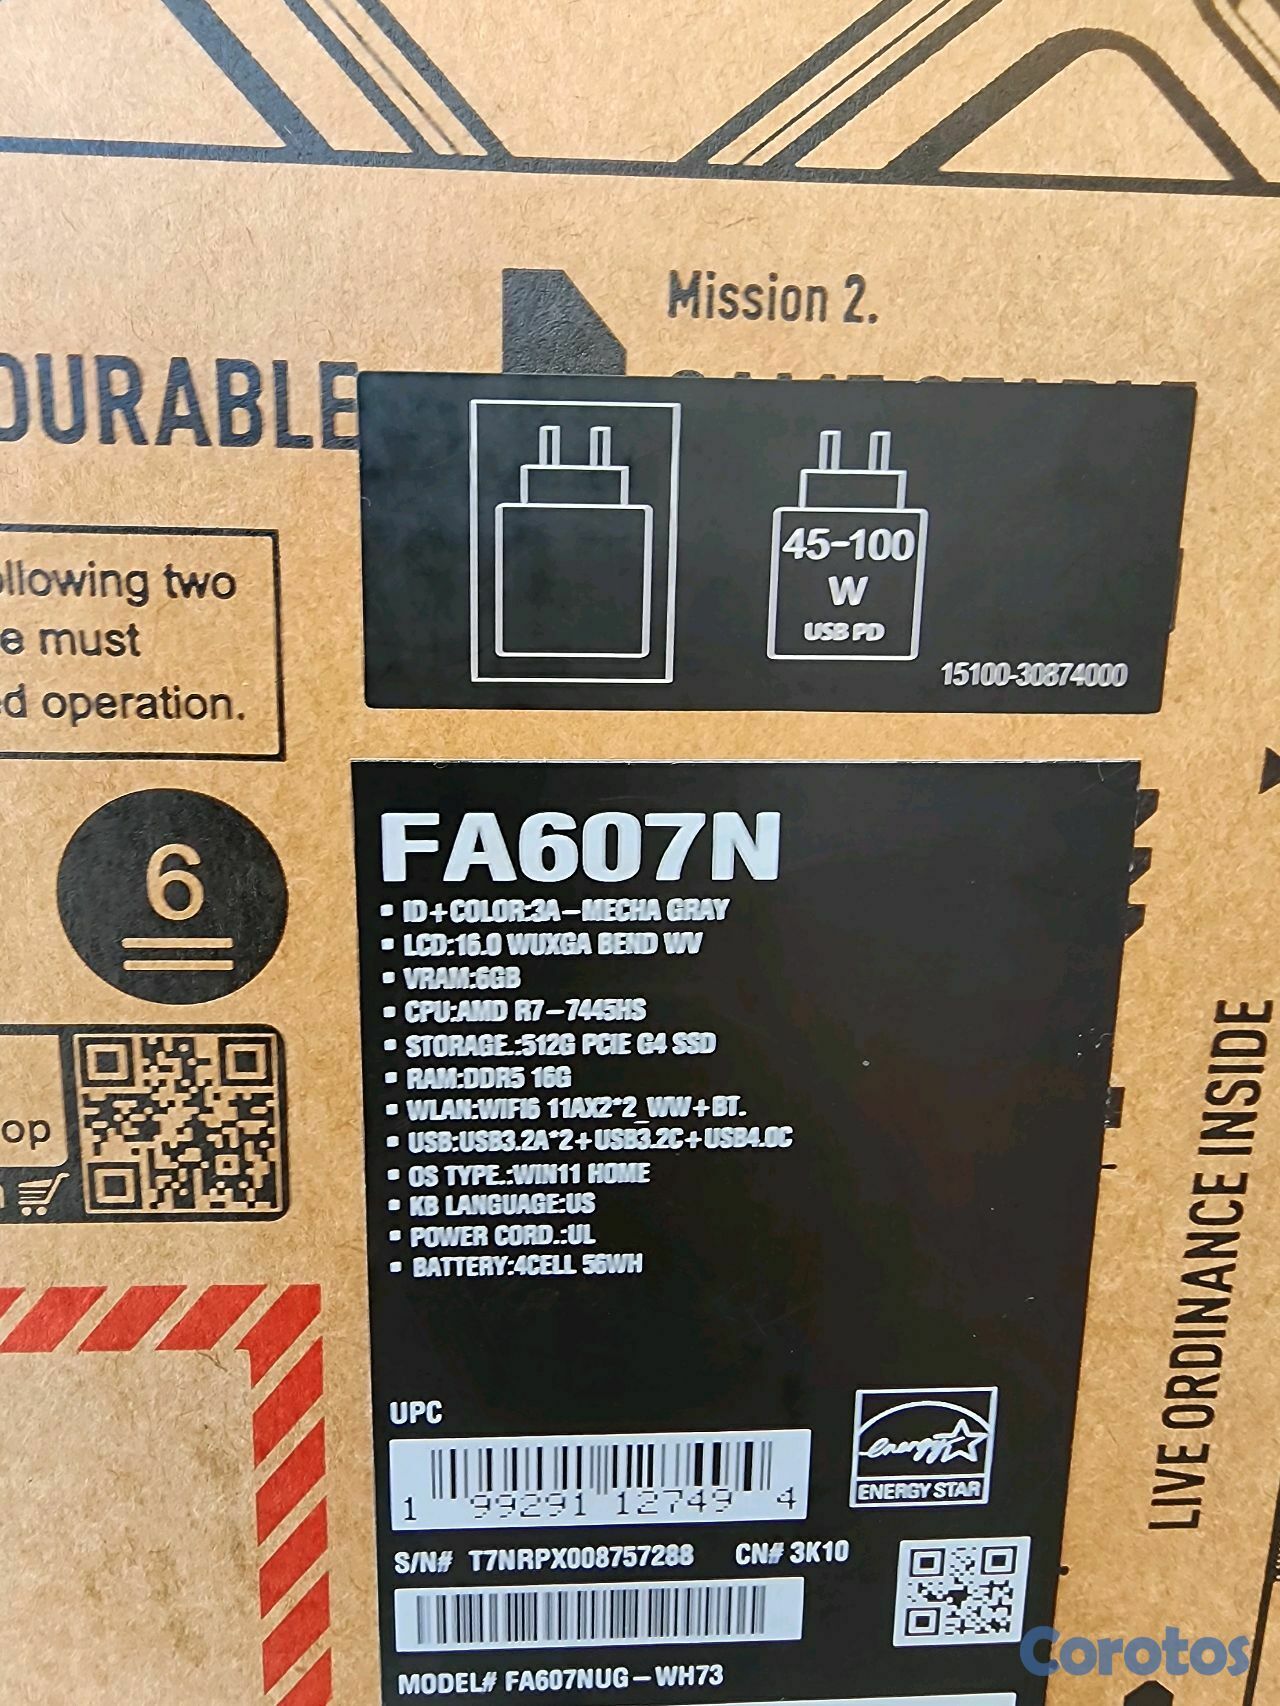 Mission 2.
DURABLE
45-100
W
USB PD
15100-30874000
ollowing two
e must
ed operation.
6
op
FA607N
▪ ID+COLOR:3A-MECHA GRAY
▪ LCD:16.0 WUXGA BEND WV
▪ VRAM:6GB
▪ CPU:AMD R7-7445HS
▪ STORAGE.:512G PCIE G4 SSD
▪ RAM:DDR5 16G
▪ WLAN:WIFI6 11AX2*2_WW+BT.
▪ USB:USB3.2A*2+USB3.2C+USB4.0C
▪ OS TYPE.:WIN11 HOME
▪ KB LANGUAGE:US
▪ POWER CORD.:UL
▪ BATTERY:4CELL 56WH
UPC
1 99291 12749 4
energy
ENERGY STAR
S/N# T7NRPX008757288 CN# 3K10
MODEL# FA607NUG-WH73
LIVE ORDINANCE INSIDE
Corotos